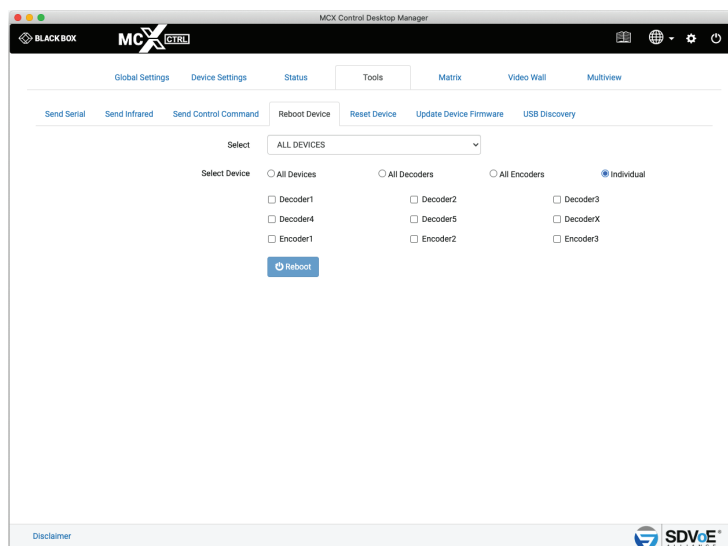 MCX Control Desktop Manager
BLACK BOX MCX CTRL
Global Settings Device Settings Status Tools Matrix Video Wall Multiview
Send Serial Send Infrared Send Control Command Reboot Device Reset Device Update Device Firmware USB Discovery
Select ALL DEVICES
Select Device All Devices All Decoders All Encoders Individual
Decoder1 Decoder2 Decoder3
Decoder4 Decoder5 DecoderX
Encoder1 Encoder2 Encoder3
Reboot
Disclaimer SDVoE